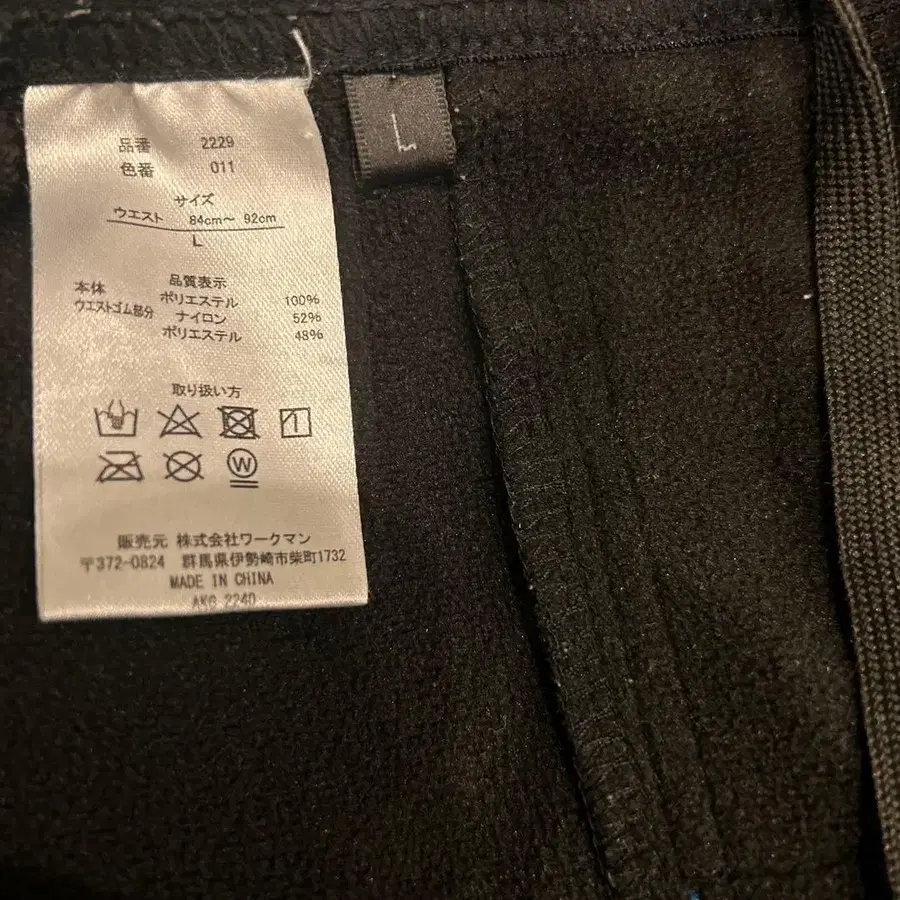 品番 2229
色番 011
サイズ
ウエスト 84cm〜 92cm
L
品質表示
本体 ポリエステル 100%
ウエストゴム部分 ナイロン 52%
ポリエステル 48%
取り扱い方
W
販売元 株式会社ワークマン
〒372-0824 群馬県伊勢崎市柴町1732
MADE IN CHINA
AKG 2240
L